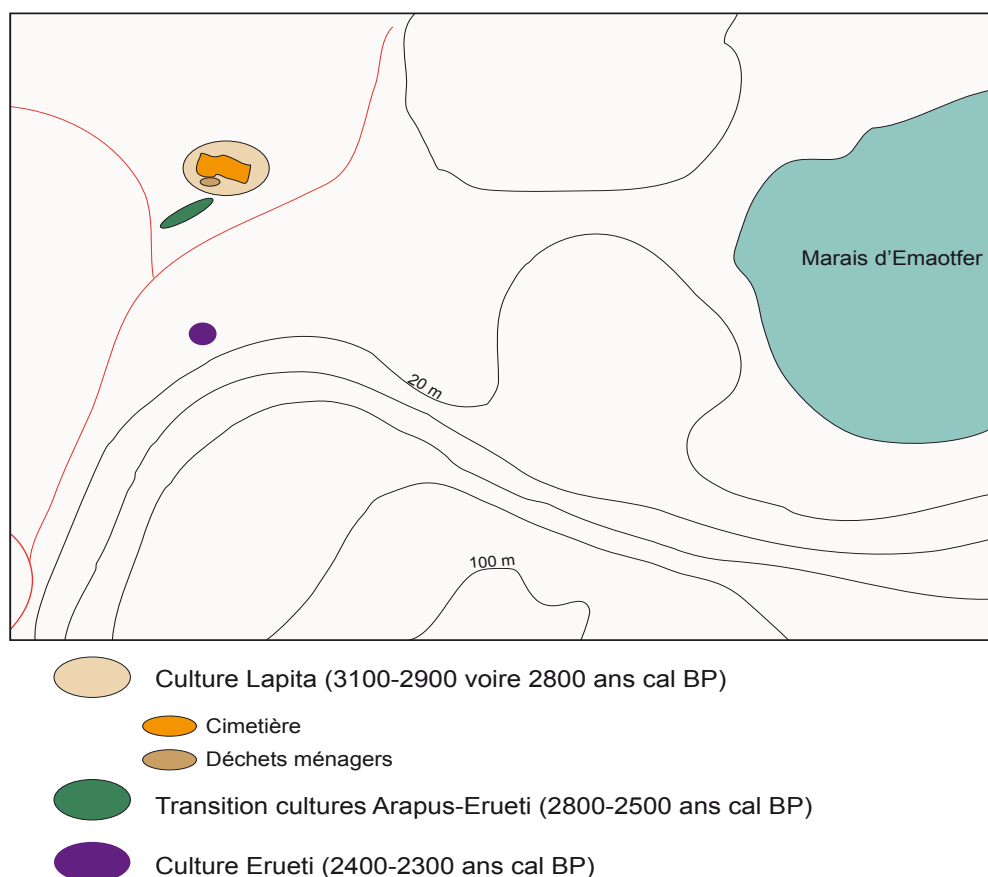 Marais d'Emaotfer
20 m
100 m
Culture Lapita (3100-2900 voire 2800 ans cal BP)
Cimetière
Déchets ménagers
Transition cultures Arapus-Erueti (2800-2500 ans cal BP)
Culture Erueti (2400-2300 ans cal BP)